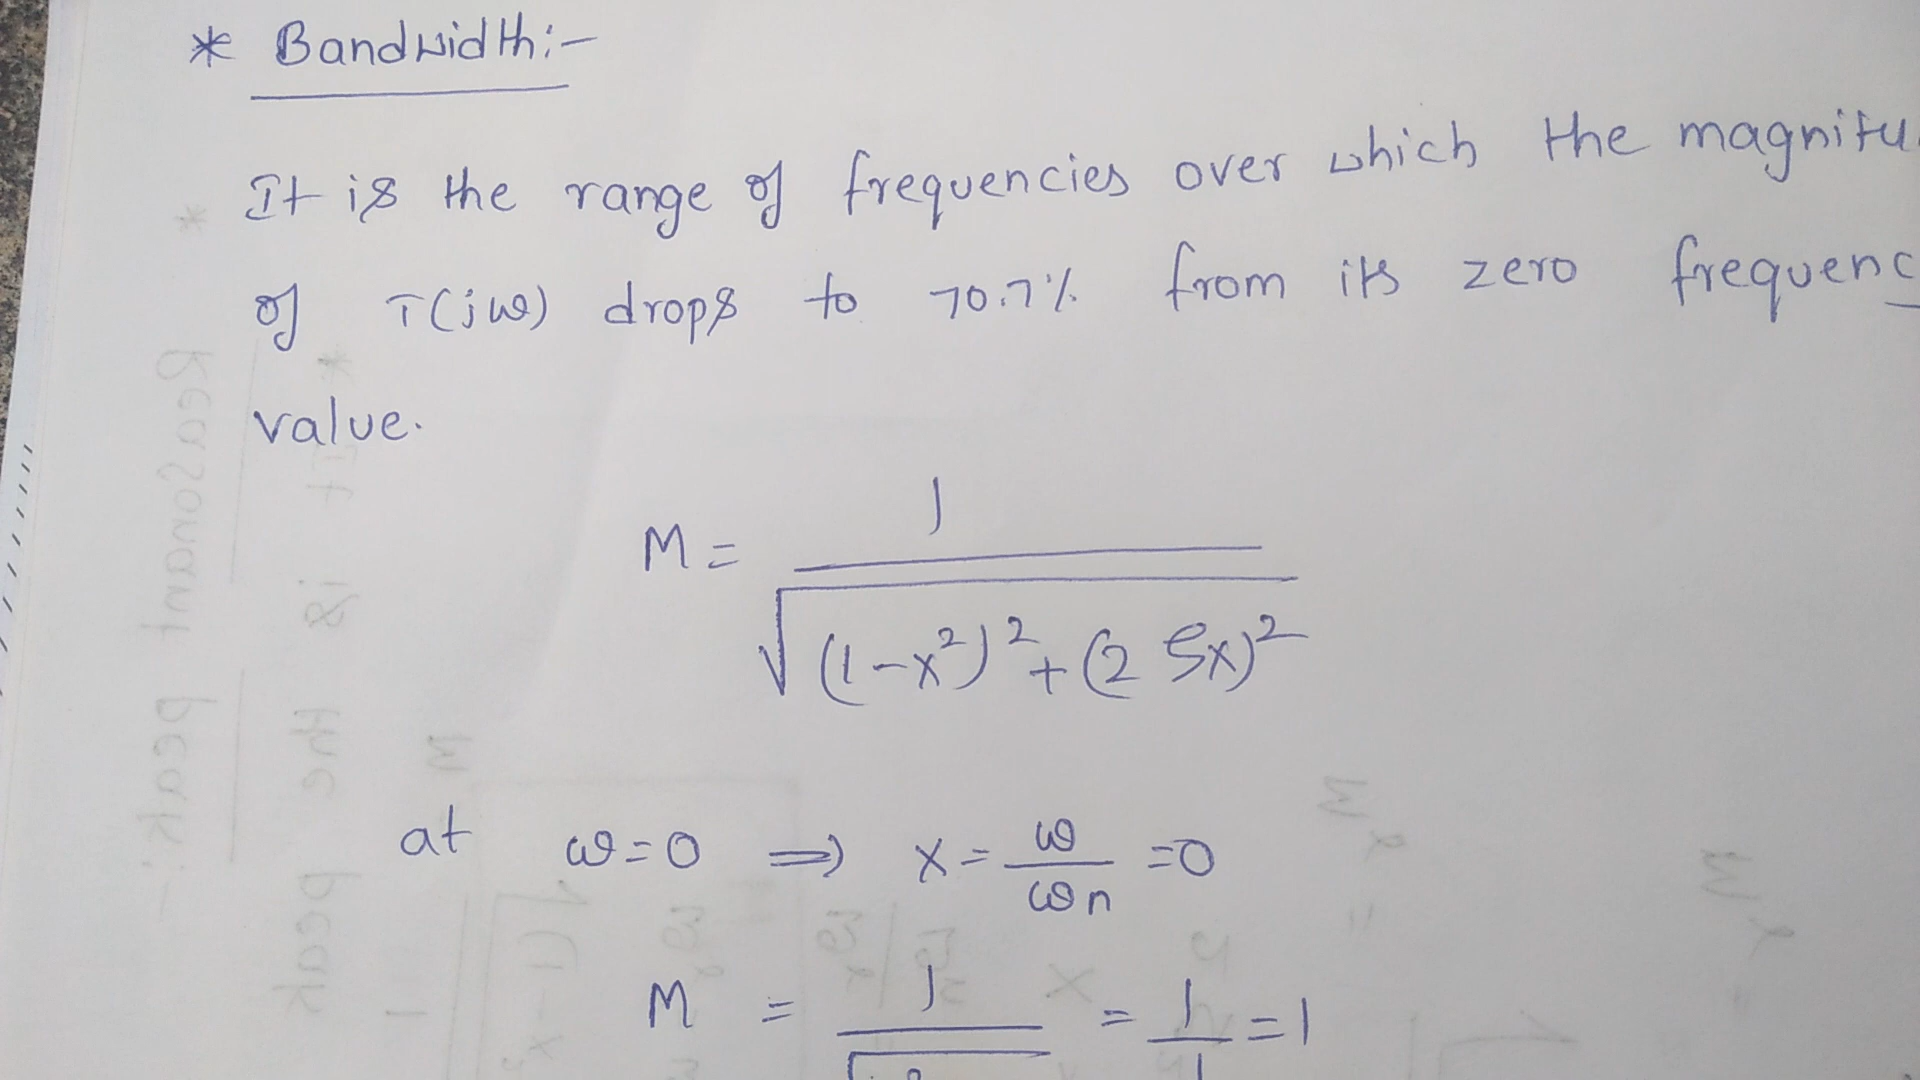 * Bandwidth:-
It is the range of frequencies over which the magnitu
of T(jω) drops to 70.7% from its zero frequenc
value.
M = 1 / √((1-x²)² + (2ζx)²)
at ω=0 ⟹ x = ω/ωn =0
M = 1 / √ = 1/1 = 1